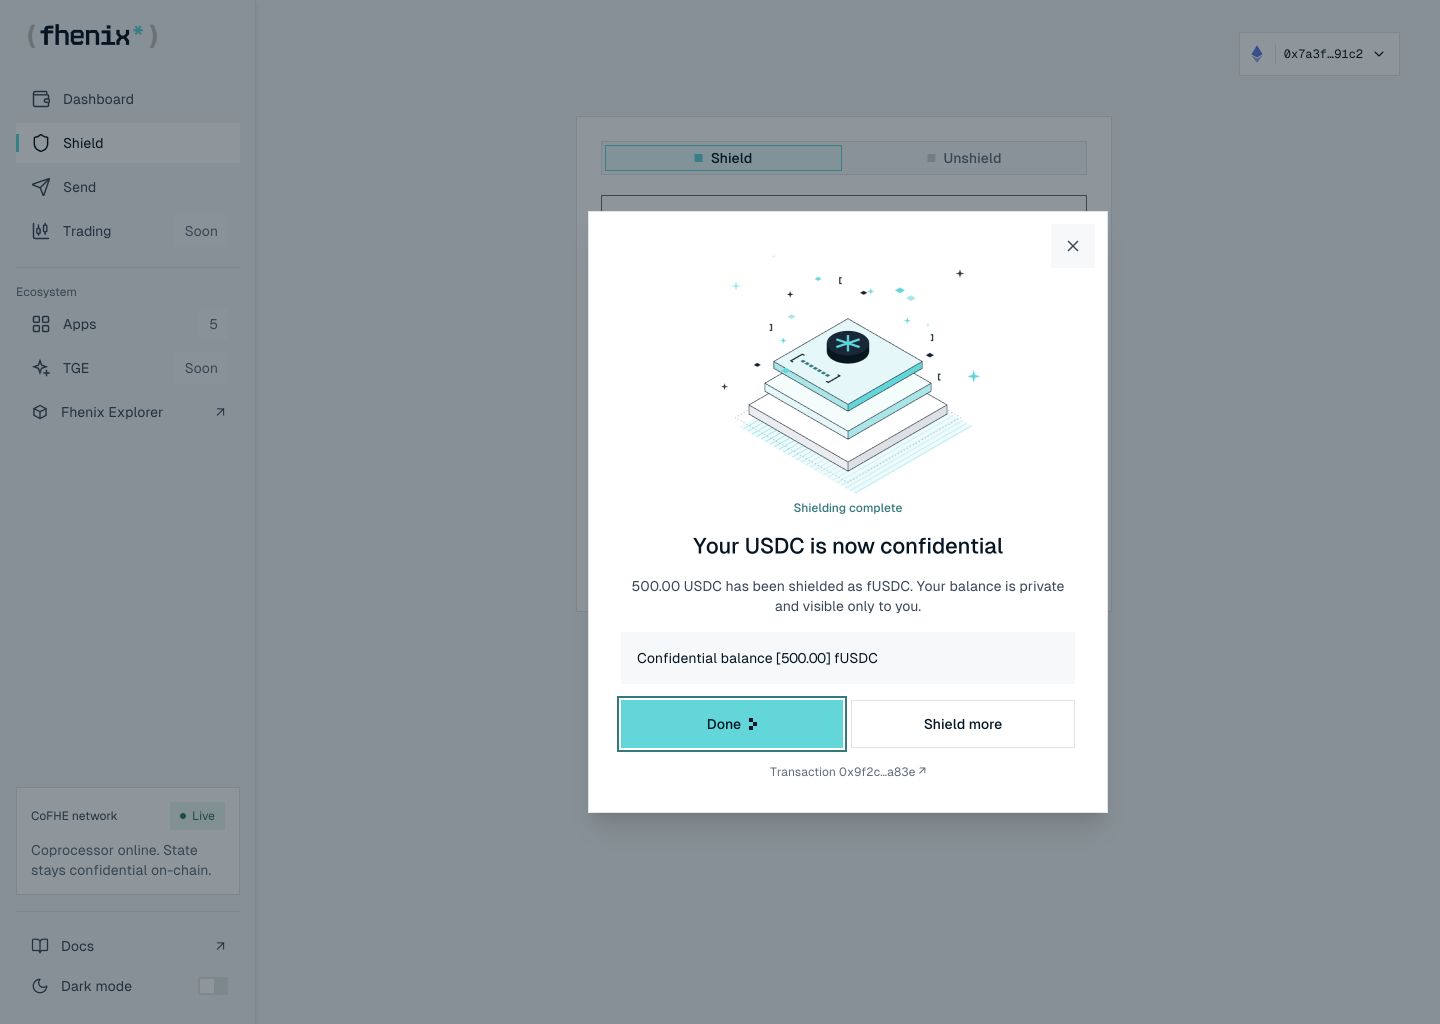 (fhenix*)
0x7a3f…91c2
Dashboard
Shield
Send
Trading
Soon
Ecosystem
Apps
5
TGE
Soon
Fhenix Explorer
CoFHE network
Live
Coprocessor online. State
stays confidential on-chain.
Docs
Dark mode
Shield
Unshield
Shielding complete
Your USDC is now confidential
500.00 USDC has been shielded as fUSDC. Your balance is private
and visible only to you.
Confidential balance [500.00] fUSDC
Done
Shield more
Transaction 0x9f2c…a83e